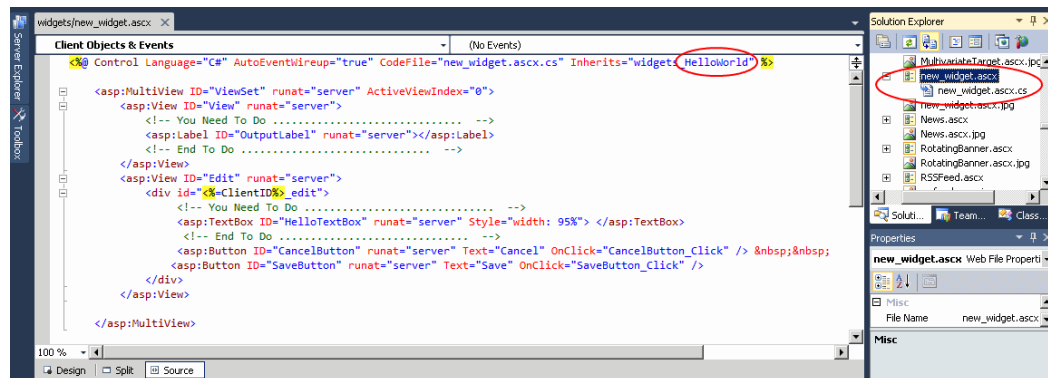 widgets/new_widget.ascx
Client Objects & Events
(No Events)
<%@ Control Language="C#" AutoEventWireup="true" CodeFile="new_widget.ascx.cs" Inherits="widgets_HelloWorld" %>
<asp:MultiView ID="ViewSet" runat="server" ActiveViewIndex="0">
<asp:View ID="View" runat="server">
<!-- You Need To Do .............................. -->
<asp:Label ID="OutputLabel" runat="server"></asp:Label>
<!-- End To Do .............................. -->
</asp:View>
<asp:View ID="Edit" runat="server">
<div id="<%=ClientID%>_edit">
<!-- You Need To Do .............................. -->
<asp:TextBox ID="HelloTextBox" runat="server" Style="width: 95%"> </asp:TextBox>
<!-- End To Do .............................. -->
<asp:Button ID="CancelButton" runat="server" Text="Cancel" OnClick="CancelButton_Click" /> &nbsp;&nbsp;
<asp:Button ID="SaveButton" runat="server" Text="Save" OnClick="SaveButton_Click" />
</div>
</asp:View>
</asp:MultiView>
100 %
Design
Split
Source
Server Explorer
Toolbox
Solution Explorer
MultivariateTarget.ascx.jpg
new_widget.ascx
new_widget.ascx.cs
new_widget.ascx.jpg
News.ascx
News.ascx.jpg
RotatingBanner.ascx
RotatingBanner.ascx.jpg
RSSFeed.ascx
Soluti...
Team...
Class...
Properties
new_widget.ascx Web File Properti
Misc
File Name new_widget.ascx
Misc